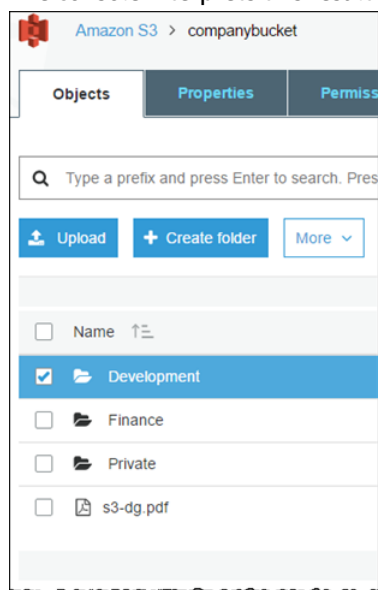 Amazon S3 > companybucket
Objects Properties Permiss
Type a prefix and press Enter to search. Pres
Upload + Create folder More
Name
Development
Finance
Private
s3-dg.pdf